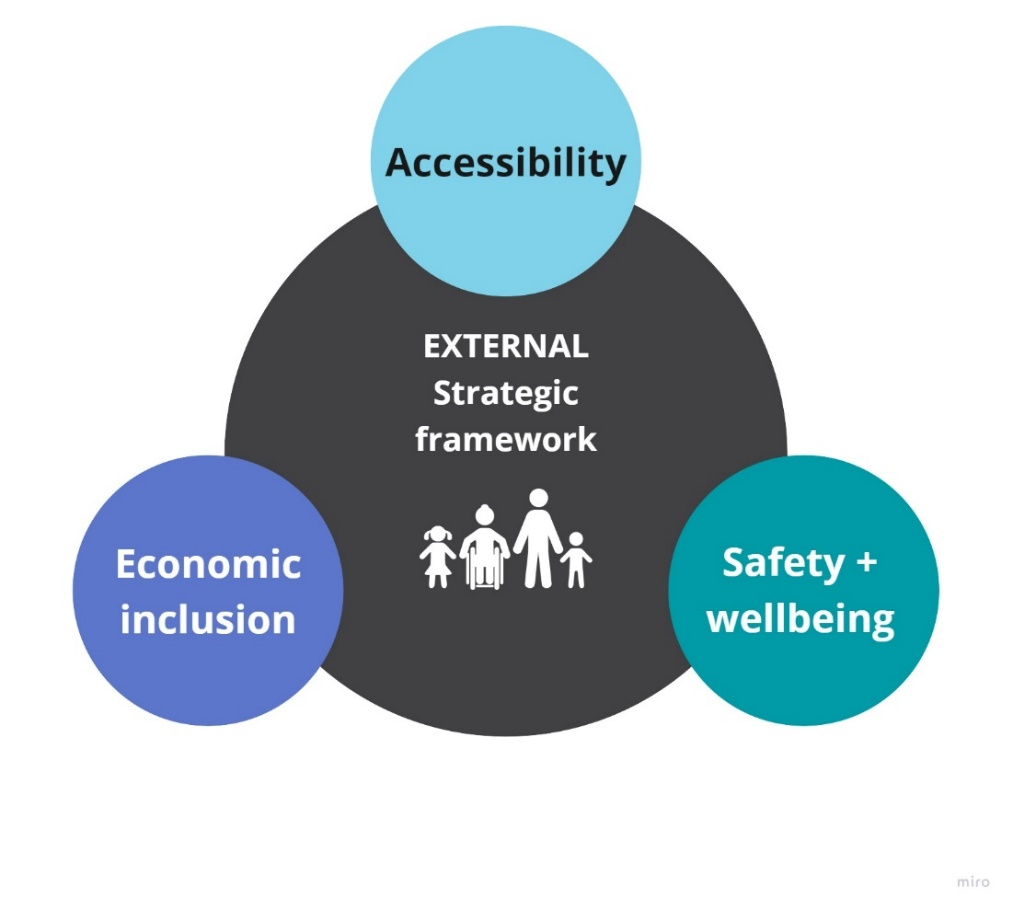 Accessibility
EXTERNAL
Strategic
framework
Economic
inclusion
Safety +
wellbeing
miro